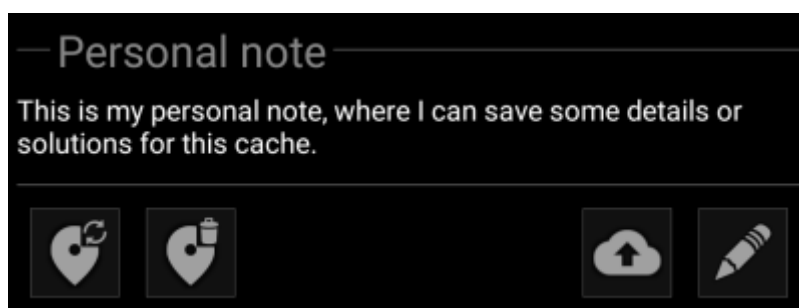 Personal note
This is my personal note, where I can save some details or
solutions for this cache.